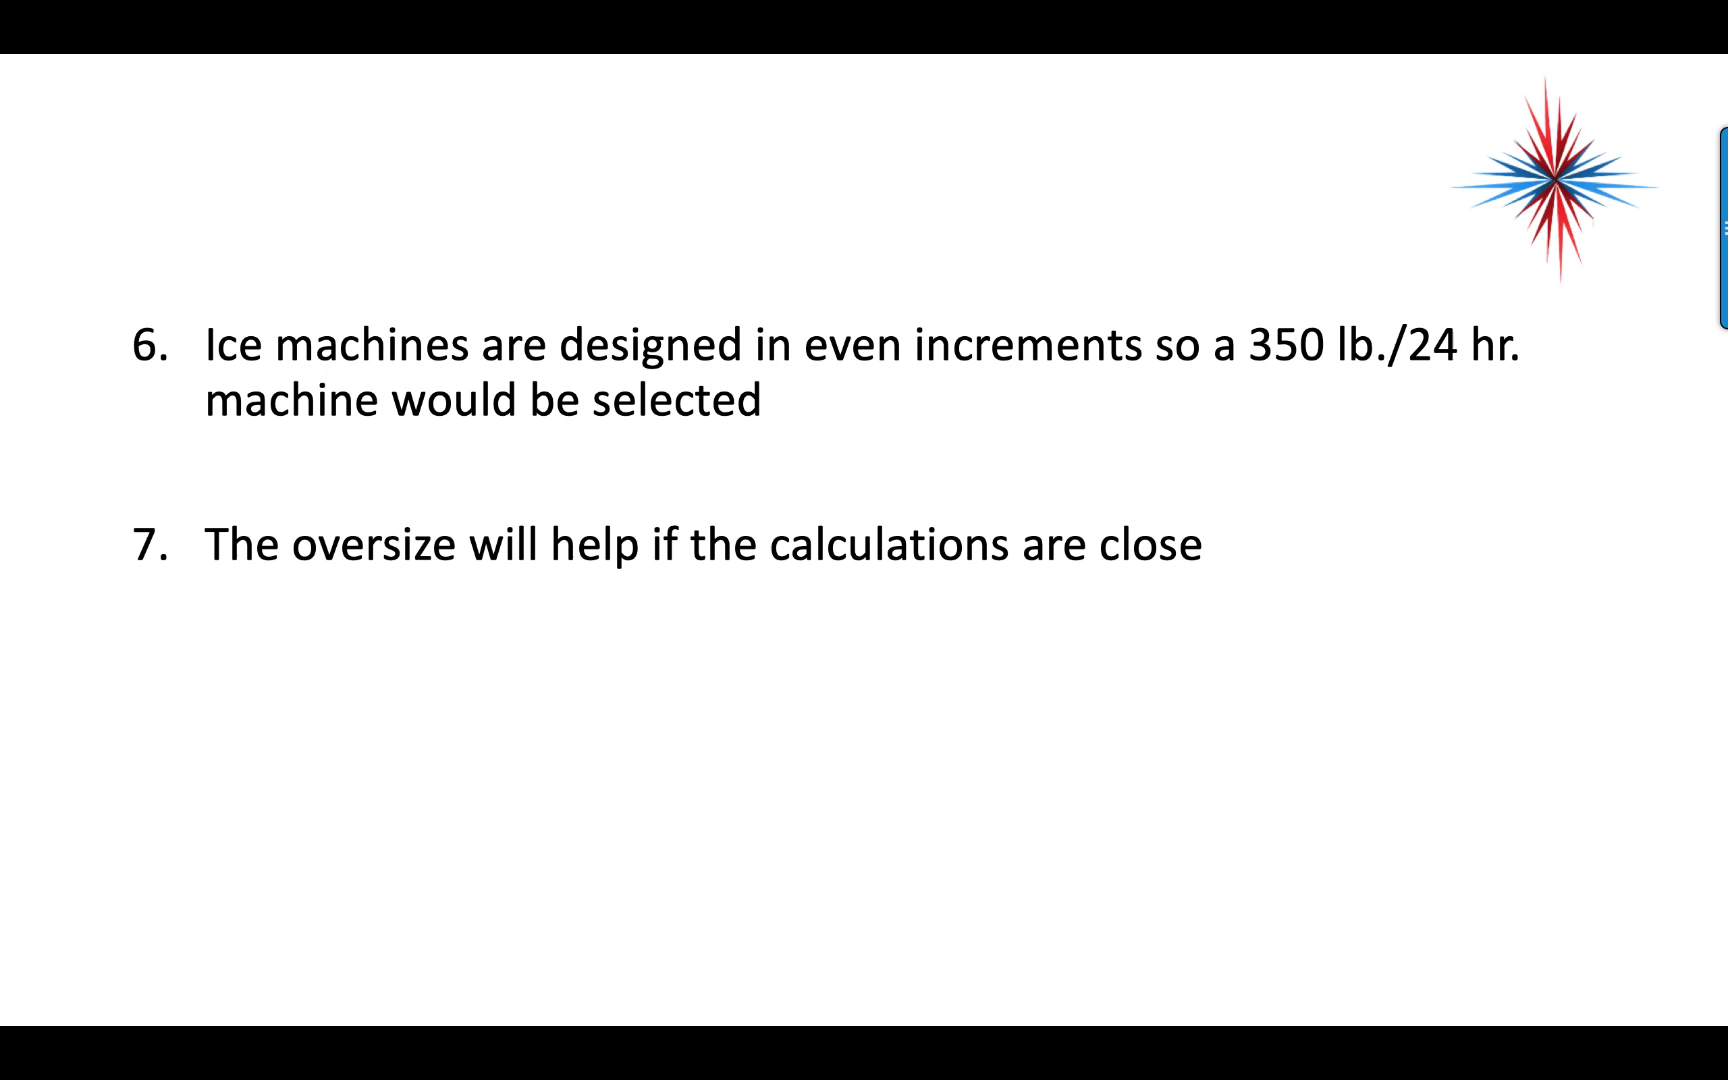 6. Ice machines are designed in even increments so a 350 lb./24 hr.
machine would be selected
7. The oversize will help if the calculations are close